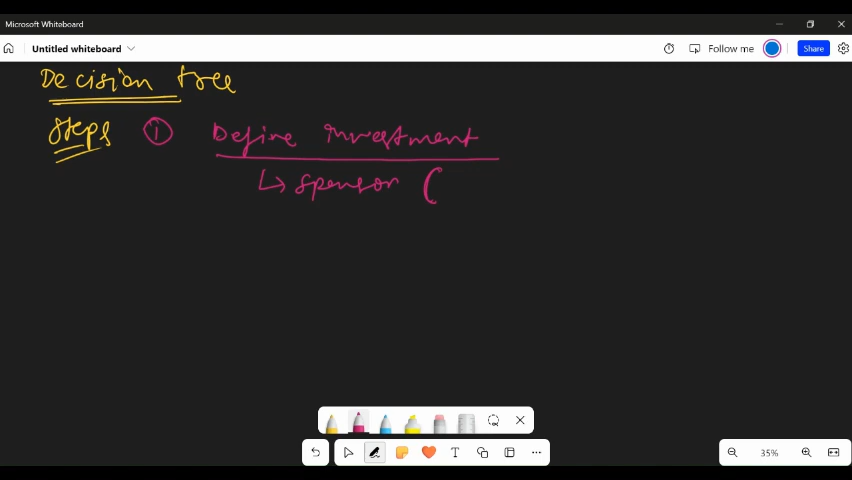 Microsoft Whiteboard
Untitled whiteboard
Follow me
Share
Decision tree
Steps ① Define investment
↳ sponsor (
35%